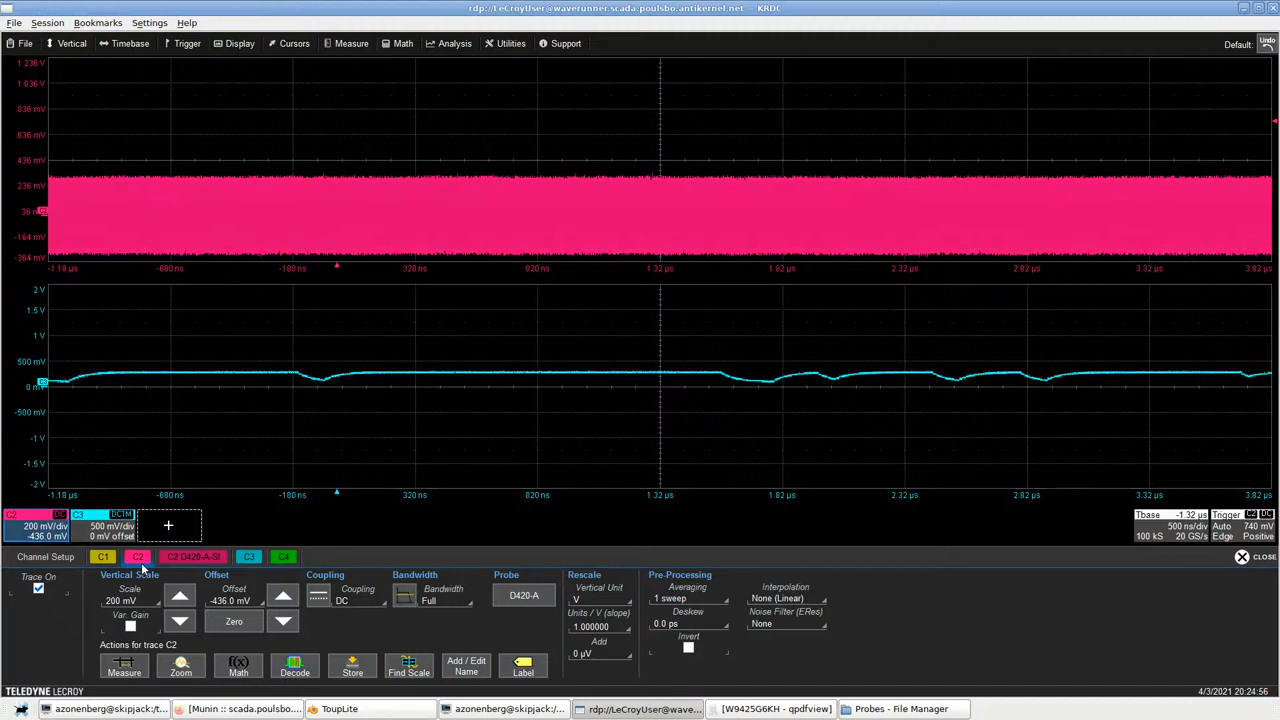 rdp://LeCroyUser@waverunner.scada.poulsbo.antikernel.net - KRDC
File Session Bookmarks Settings Help
File Vertical Timebase Trigger Display Cursors Measure Math Analysis Utilities Support Default: Undo
1.236 mV
1.036 mV
836 mV
636 mV
436 mV
236 mV
36 mV
C2
-164 mV
-364 mV
-1.18 µs -680 ns -180 ns 320 ns 820 ns 1.32 µs 1.82 µs 2.32 µs 2.82 µs 3.32 µs 3.82 µs
2 V
1.5 V
1 V
500 mV
C3
0 mV
-500 mV
-1 V
-1.5 V
-2 V
-1.18 µs -680 ns -180 ns 320 ns 820 ns 1.32 µs 1.82 µs 2.32 µs 2.82 µs 3.32 µs 3.82 µs
C2 DC C3 DC1M Tbase -1.32 µs Trigger C2 DC
200 mV/div 500 mV/div + 500 ns/div Auto 740 mV
-436.0 mV 0 mV offset 100 kS 20 GS/s Edge Positive
Channel Setup C1 C2 C2 D420-A-SI C3 C4 CLOSE
Trace On Vertical Scale Offset Coupling Bandwidth Probe Rescale Pre-Processing
Scale Offset Coupling Bandwidth Vertical Unit Averaging Interpolation
200 mV -436.0 mV DC Full D420-A V 1 sweep None (Linear)
Var. Gain Zero Units / V (slope) Deskew Noise Filter (ERes)
1.000000 0.0 ps None
Add Invert
Actions for trace C2 0 µV
Measure Zoom f(x) Math Decode Store Find Scale Add / Edit Name Label
TELEDYNE LECROY 4/3/2021 8:24:56
azonenberg@skipjack:/t... [Munin :: scada.poulsbo.... ToupLite azonenberg@skipjack:/... rdp://LeCroyUser@wave... [W9425G6KH - qpdfview] Probes - File Manager